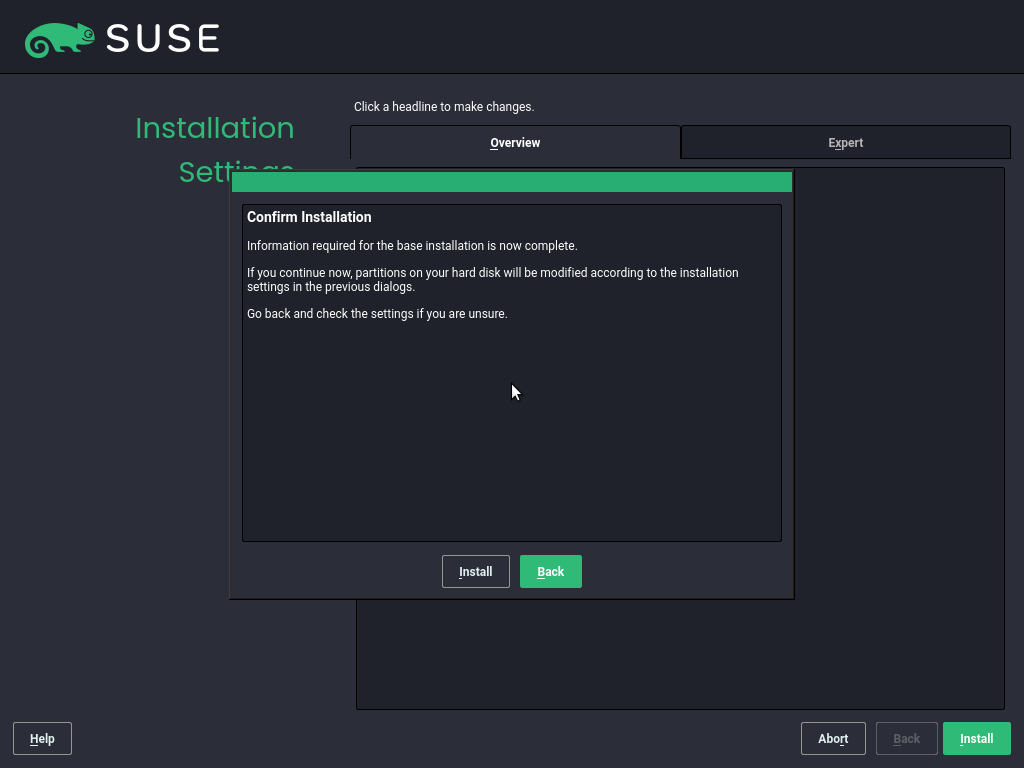 SUSE
Installation
Settings
Click a headline to make changes.
Overview
Expert
Confirm Installation
Information required for the base installation is now complete.
If you continue now, partitions on your hard disk will be modified according to the installation
settings in the previous dialogs.
Go back and check the settings if you are unsure.
Install
Back
Help
Abort
Back
Install